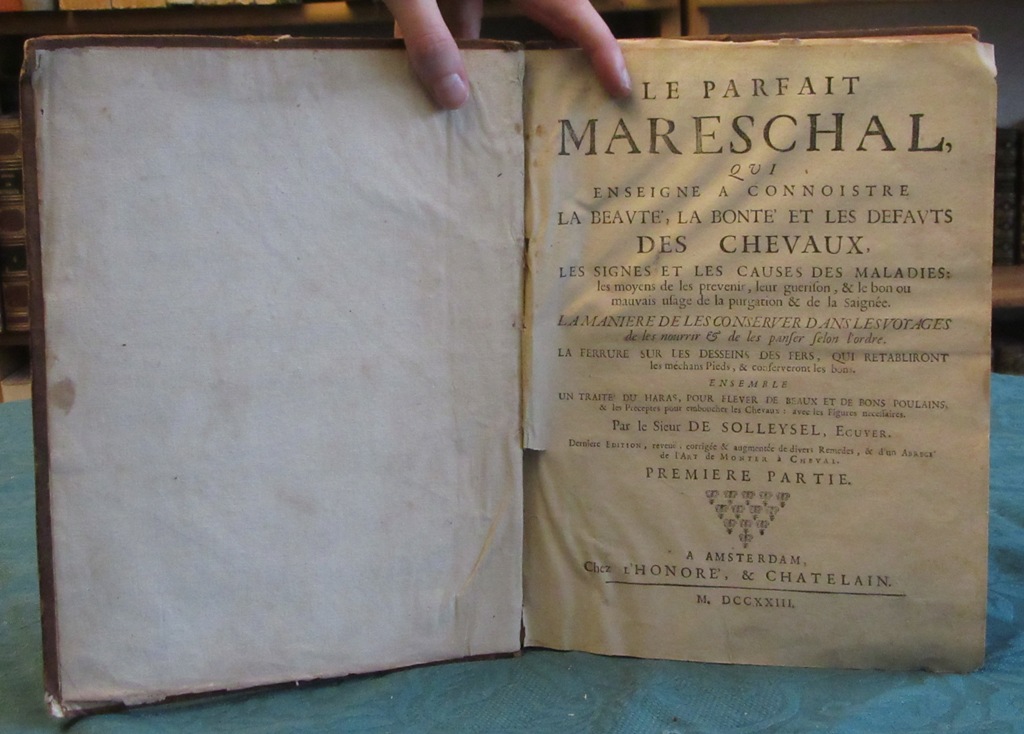 LE PARFAIT
MARESCHAL,
QVI
ENSEIGNE A CONNOISTRE
LA BEAVTE', LA BONTE' ET LES DEFAVTS
DES CHEVAUX,
LES SIGNES ET LES CAUSES DES MALADIES:
les moyens de les prevenir, leur guerison, & le bon ou
mauvais usage de la purgation & de la Saignée.
LA MANIERE DE LES CONSERVER DANS LES VOYAGES
de les nourrir & de les panser selon l'ordre.
LA FERRURE SUR LES DESSEINS DES FERS, QUI RETABLIRONT
les méchans Pieds, & conserveront les bons.
ENSEMBLE
UN TRAITE' DU HARAS, POUR ELEVER DE BEAUX ET DE BONS POULAINS,
& les Preceptes pour emboucher les Chevaux: avec les Figures necessaires.
Par le Sieur DE SOLLEYSEL, ECUYER.
Derniere EDITION, reveuë, corrigée & augmentée de divers Remedes, & d'un ABREGE'
de l'ART de MONTER à CHEVAL.
PREMIERE PARTIE.
A AMSTERDAM,
Chez L'HONORE', & CHATELAIN.
M. DCCXXIII.